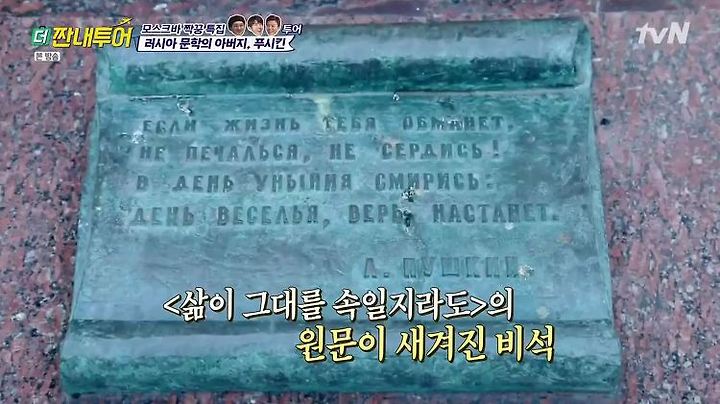 더 짠내투어
본 방송
모스크바 짝꿍 특집 투어
러시아 문학의 아버지, 푸시킨
tvN
ЕСЛИ ЖИЗНЬ ТЕБЯ ОБМАНЕТ,
НЕ ПЕЧАЛЬСЯ, НЕ СЕРДИСЬ!
В ДЕНЬ УНЫНИЯ СМИРИСЬ:
ДЕНЬ ВЕСЕЛЬЯ, ВЕРЬ, НАСТАНЕТ.
А. ПУШКИН
<삶이 그대를 속일지라도>의
원문이 새겨진 비석